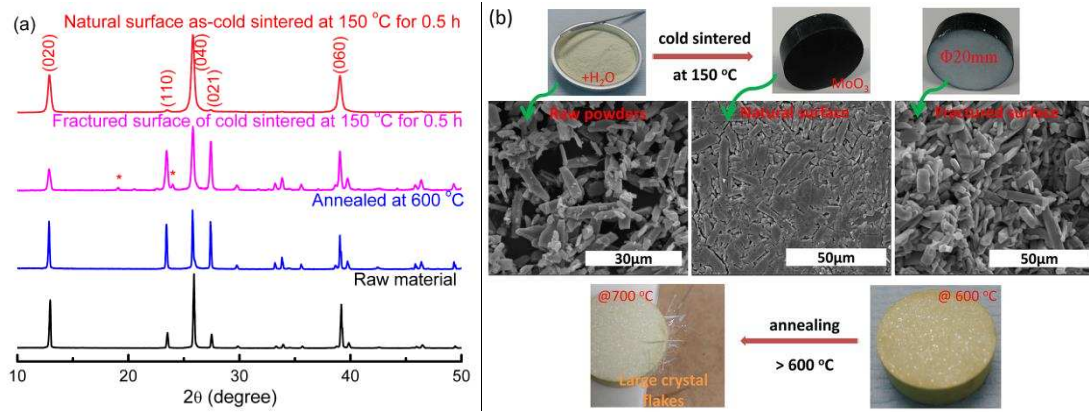 (a)
Natural surface as-cold sintered at 150 °C for 0.5 h
(020)
(110)
(040)
(021)
(060)
Fractured surface of cold sintered at 150 °C for 0.5 h
*
*
Annealed at 600 °C
Raw material
10 20 30 40 50
2θ (degree)
(b)
+H₂O
cold sintered
at 150 °C
MoO₃
Φ20mm
Raw powders
30μm
Natural surface
50μm
Fractured surface
50μm
@700 °C
Large crystal
flakes
annealing
> 600 °C
@ 600 °C